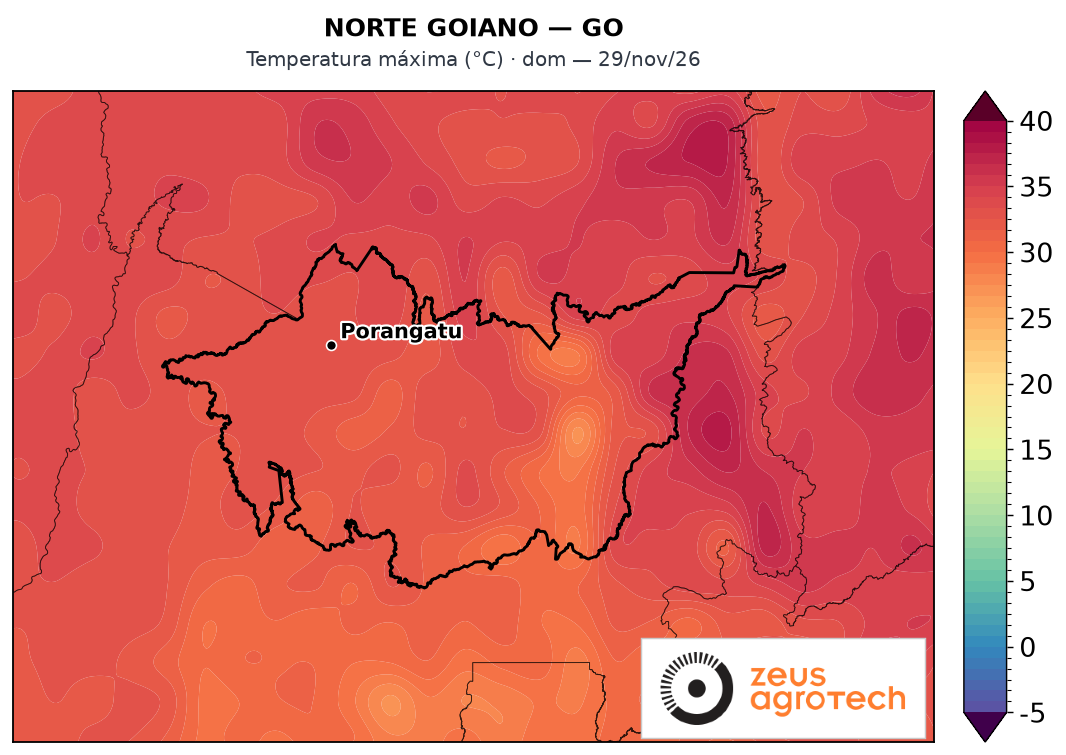 NORTE GOIANO — GO
Temperatura máxima (°C) · dom — 29/nov/26
Porangatu
40
35
30
25
20
15
10
5
0
-5
zeus
agrotech